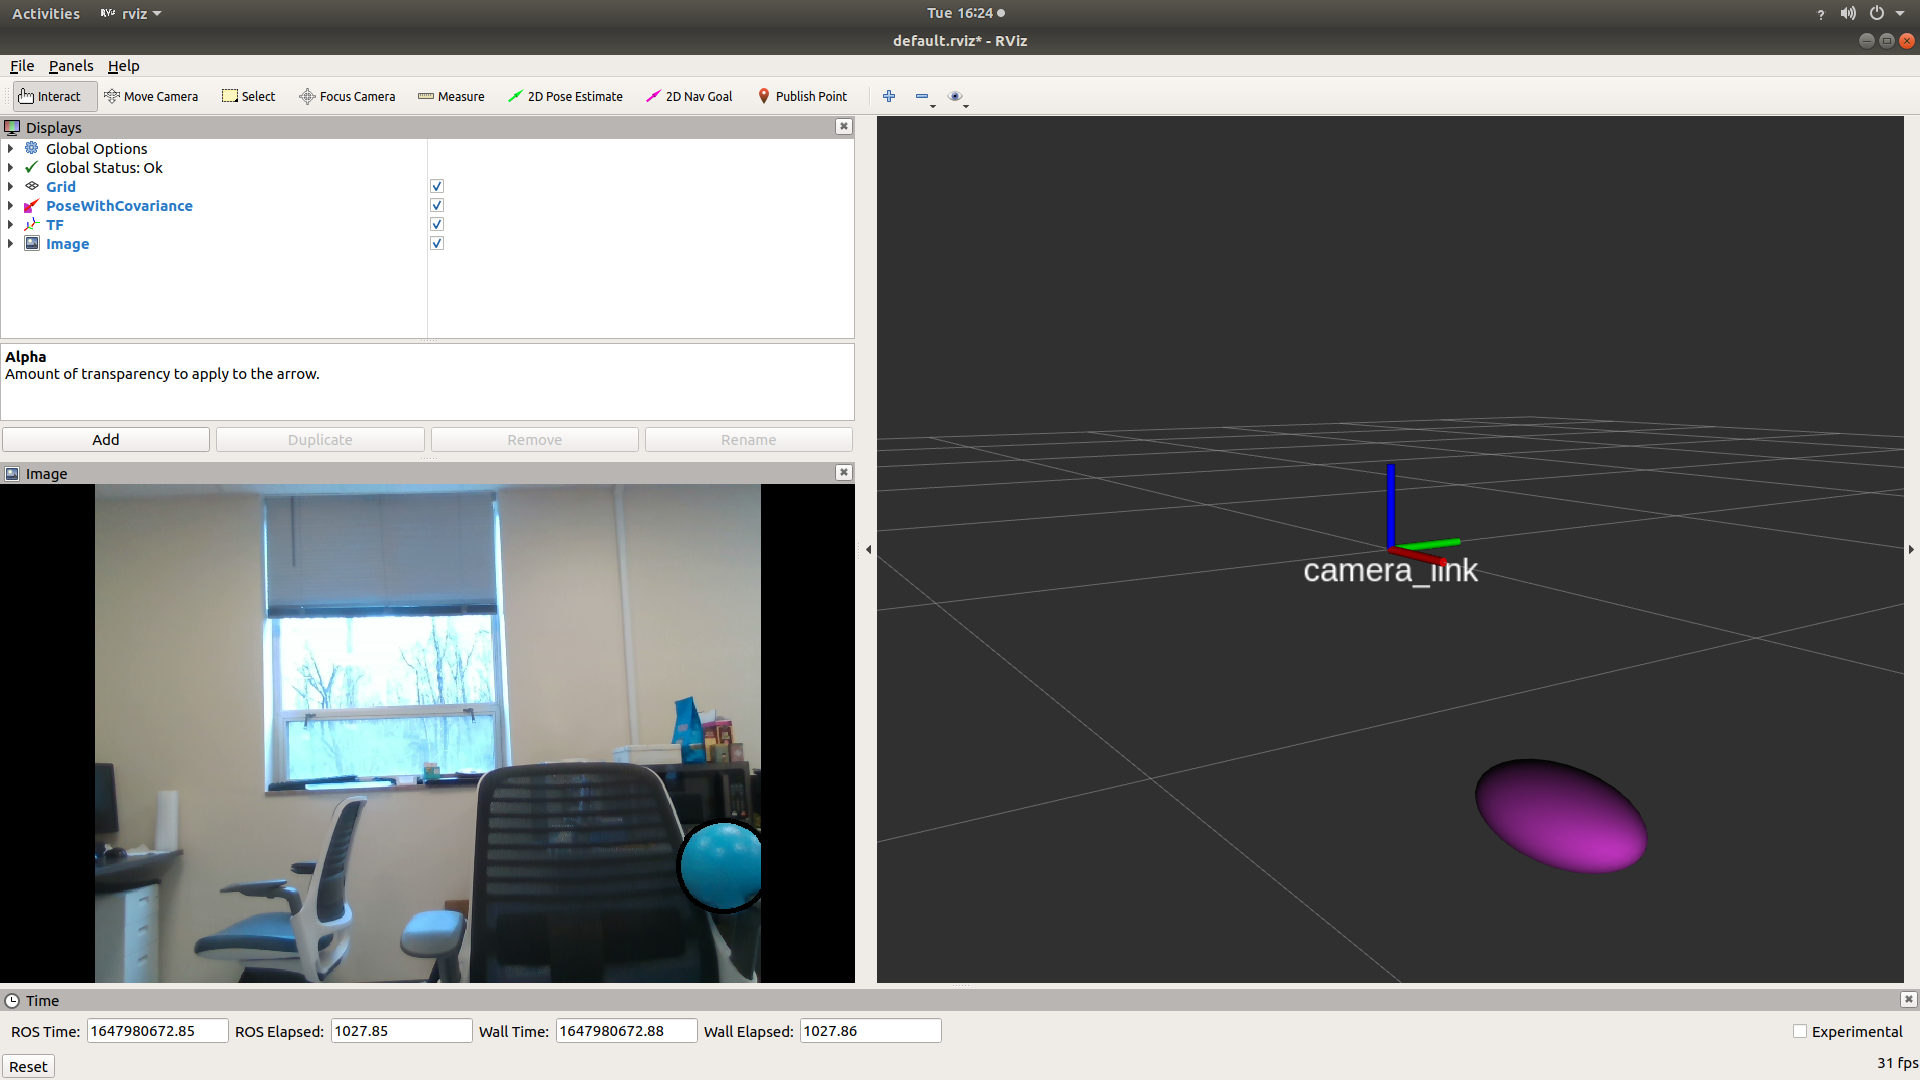 Activities rviz Tue 16:24 ?
default.rviz* - RViz
File Panels Help
Interact Move Camera Select Focus Camera Measure 2D Pose Estimate 2D Nav Goal Publish Point
Displays
Global Options
Global Status: Ok
Grid
PoseWithCovariance
TF
Image
Alpha
Amount of transparency to apply to the arrow.
Add Duplicate Remove Rename
Image
camera_link
Time
ROS Time: 1647980672.85 ROS Elapsed: 1027.85 Wall Time: 1647980672.88 Wall Elapsed: 1027.86 Experimental
Reset 31 fps